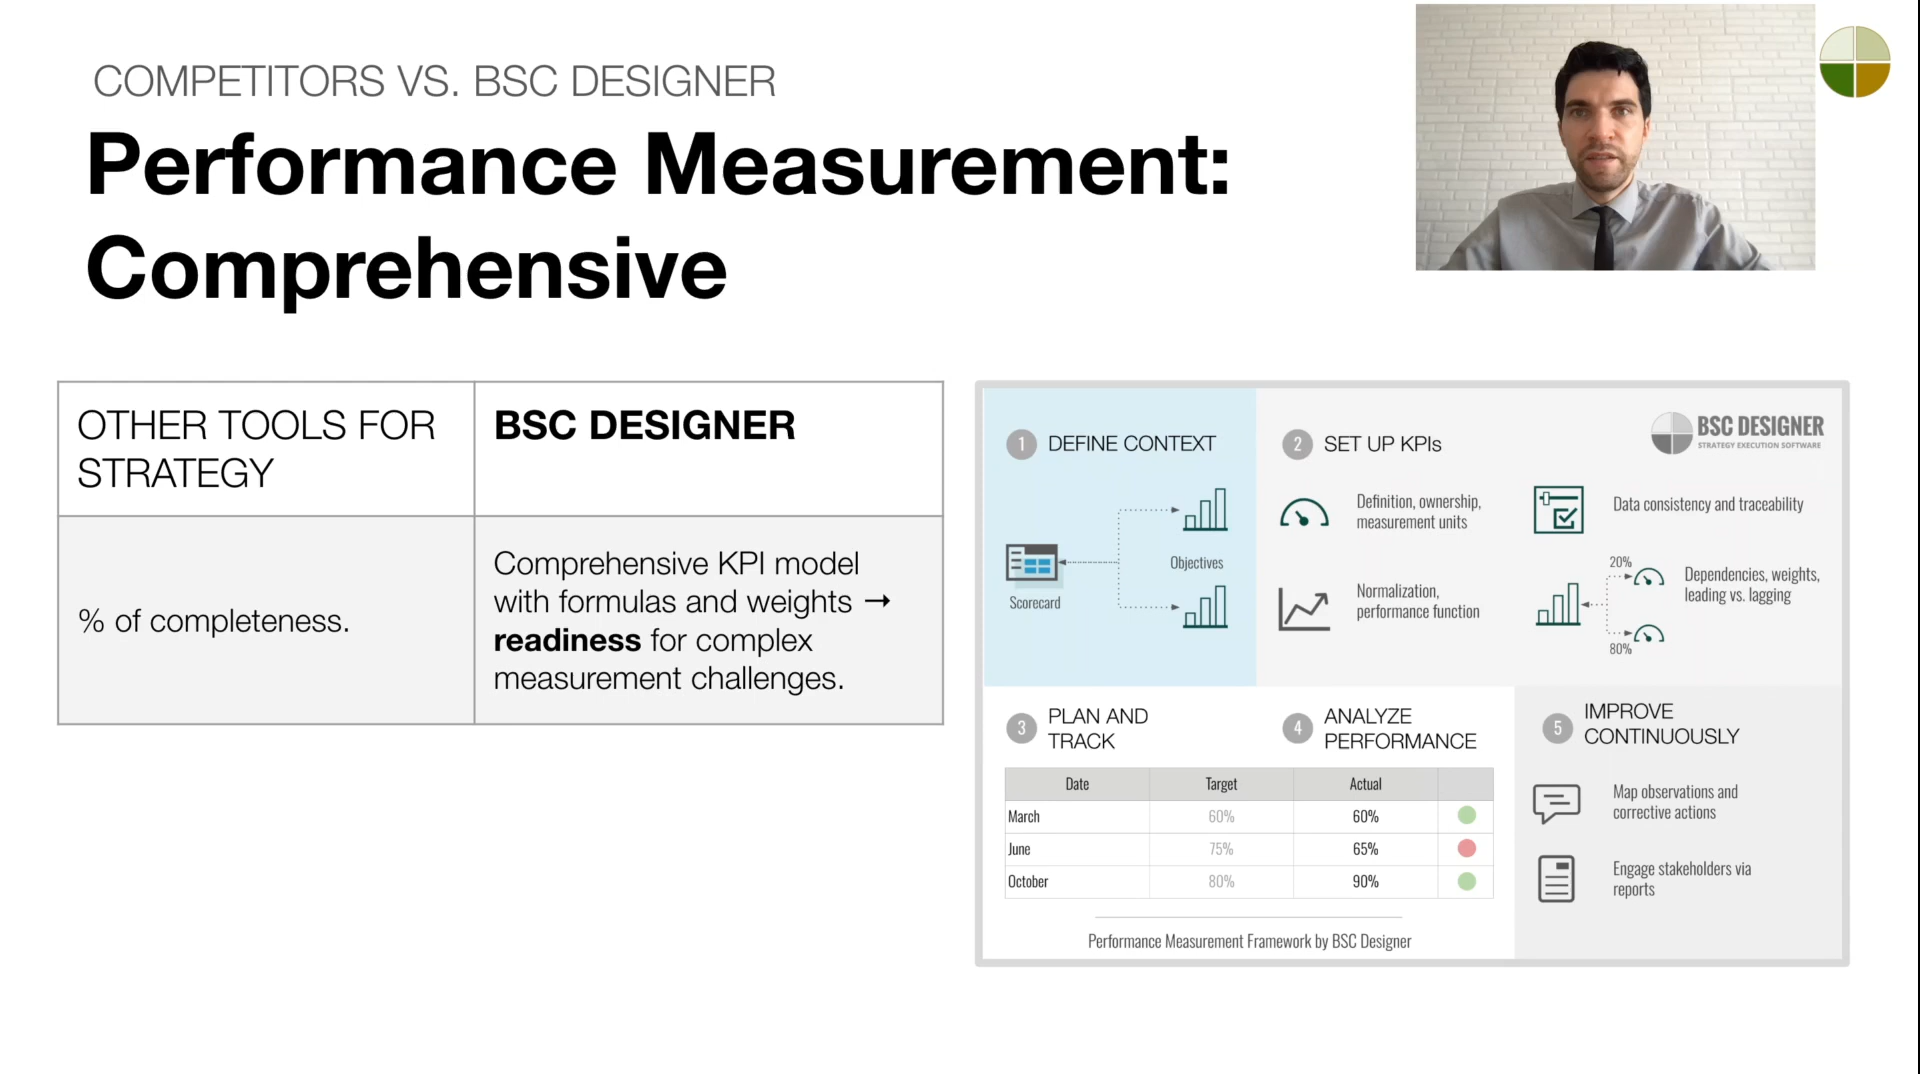 COMPETITORS VS. BSC DESIGNER
Performance Measurement:
Comprehensive
OTHER TOOLS FOR
STRATEGY
BSC DESIGNER
% of completeness.
Comprehensive KPI model
with formulas and weights →
readiness for complex
measurement challenges.
1 DEFINE CONTEXT
Scorecard
Objectives
2 SET UP KPIs
BSC DESIGNER
STRATEGY EXECUTION SOFTWARE
Definition, ownership,
measurement units
Data consistency and traceability
Normalization,
performance function
20%
80%
Dependencies, weights,
leading vs. lagging
3 PLAN AND
TRACK
4 ANALYZE
PERFORMANCE
Date Target Actual
March 60% 60%
June 75% 65%
October 80% 90%
Performance Measurement Framework by BSC Designer
5 IMPROVE
CONTINUOUSLY
Map observations and
corrective actions
Engage stakeholders via
reports